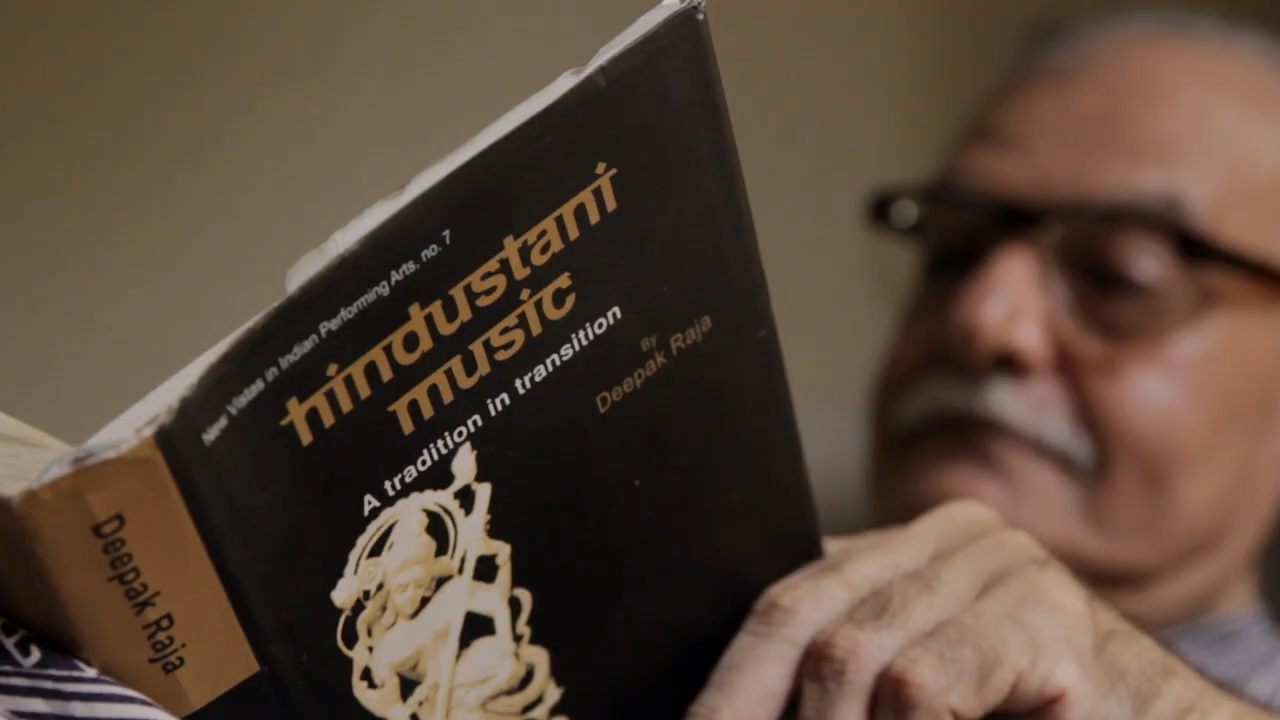 New Vistas in Indian Performing Arts, no. 7
hindustani
music
A tradition in transition
By
Deepak Raja
Deepak Raja